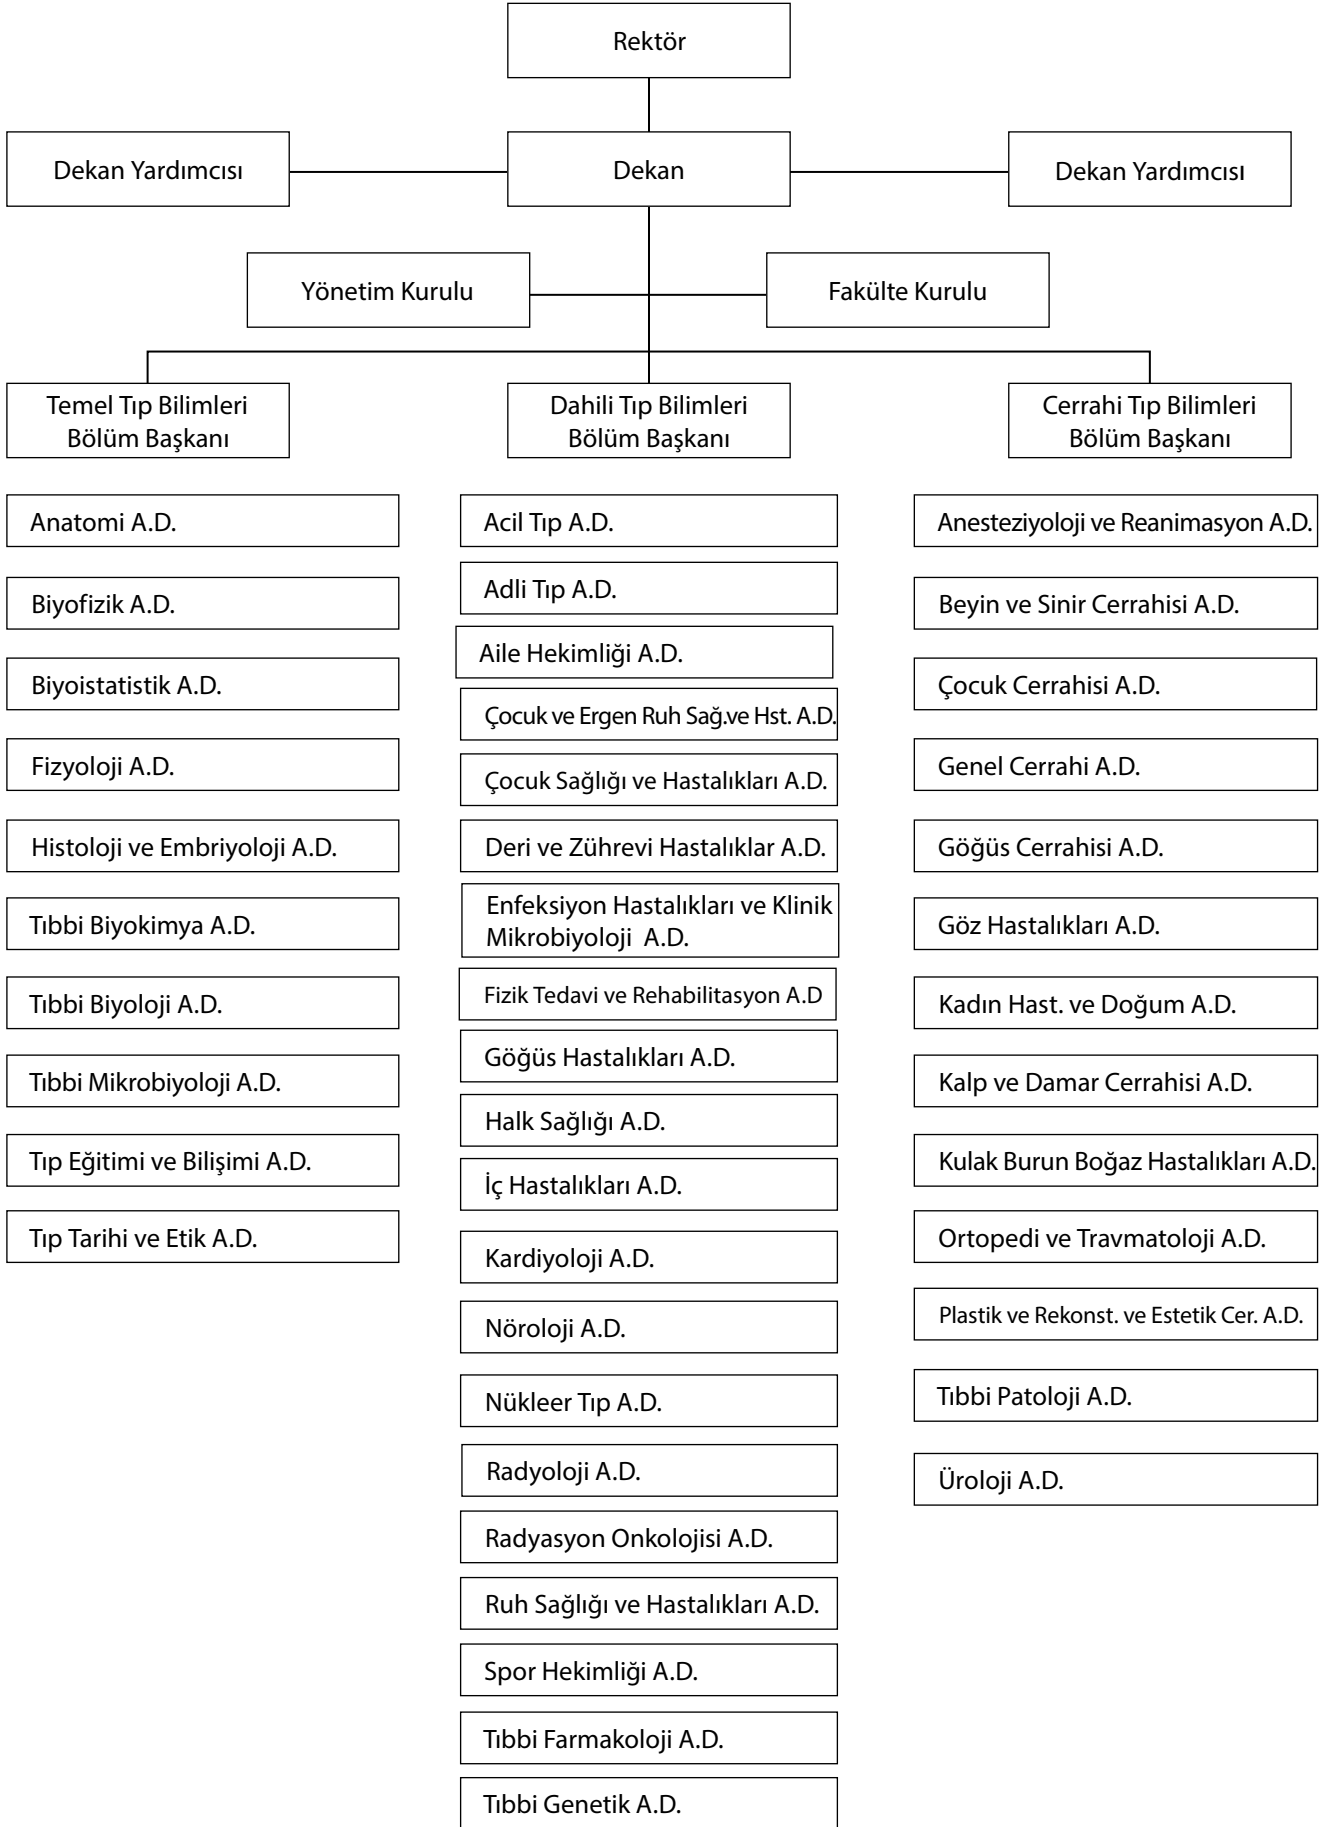 Rektör
Dekan Yardımcısı
Dekan
Dekan Yardımcısı
Yönetim Kurulu
Fakülte Kurulu
Temel Tıp Bilimleri
Bölüm Başkanı
Dahili Tıp Bilimleri
Bölüm Başkanı
Cerrahi Tıp Bilimleri
Bölüm Başkanı
Anatomi A.D.
Biyofizik A.D.
Biyoistatistik A.D.
Fizyoloji A.D.
Histoloji ve Embriyoloji A.D.
Tıbbi Biyokimya A.D.
Tıbbi Biyoloji A.D.
Tıbbi Mikrobiyoloji A.D.
Tıp Eğitimi ve Bilişimi A.D.
Tıp Tarihi ve Etik A.D.
Acil Tıp A.D.
Adli Tıp A.D.
Aile Hekimliği A.D.
Çocuk ve Ergen Ruh Sağ.ve Hst. A.D.
Çocuk Sağlığı ve Hastalıkları A.D.
Deri ve Zührevi Hastalıklar A.D.
Enfeksiyon Hastalıkları ve Klinik
Mikrobiyoloji A.D.
Fizik Tedavi ve Rehabilitasyon A.D
Göğüs Hastalıkları A.D.
Halk Sağlığı A.D.
İç Hastalıkları A.D.
Kardiyoloji A.D.
Nöroloji A.D.
Nükleer Tıp A.D.
Radyoloji A.D.
Radyasyon Onkolojisi A.D.
Ruh Sağlığı ve Hastalıkları A.D.
Spor Hekimliği A.D.
Tıbbi Farmakoloji A.D.
Tıbbi Genetik A.D.
Anesteziyoloji ve Reanimasyon A.D.
Beyin ve Sinir Cerrahisi A.D.
Çocuk Cerrahisi A.D.
Genel Cerrahi A.D.
Göğüs Cerrahisi A.D.
Göz Hastalıkları A.D.
Kadın Hast. ve Doğum A.D.
Kalp ve Damar Cerrahisi A.D.
Kulak Burun Boğaz Hastalıkları A.D.
Ortopedi ve Travmatoloji A.D.
Plastik ve Rekonst. ve Estetik Cer. A.D.
Tıbbi Patoloji A.D.
Üroloji A.D.